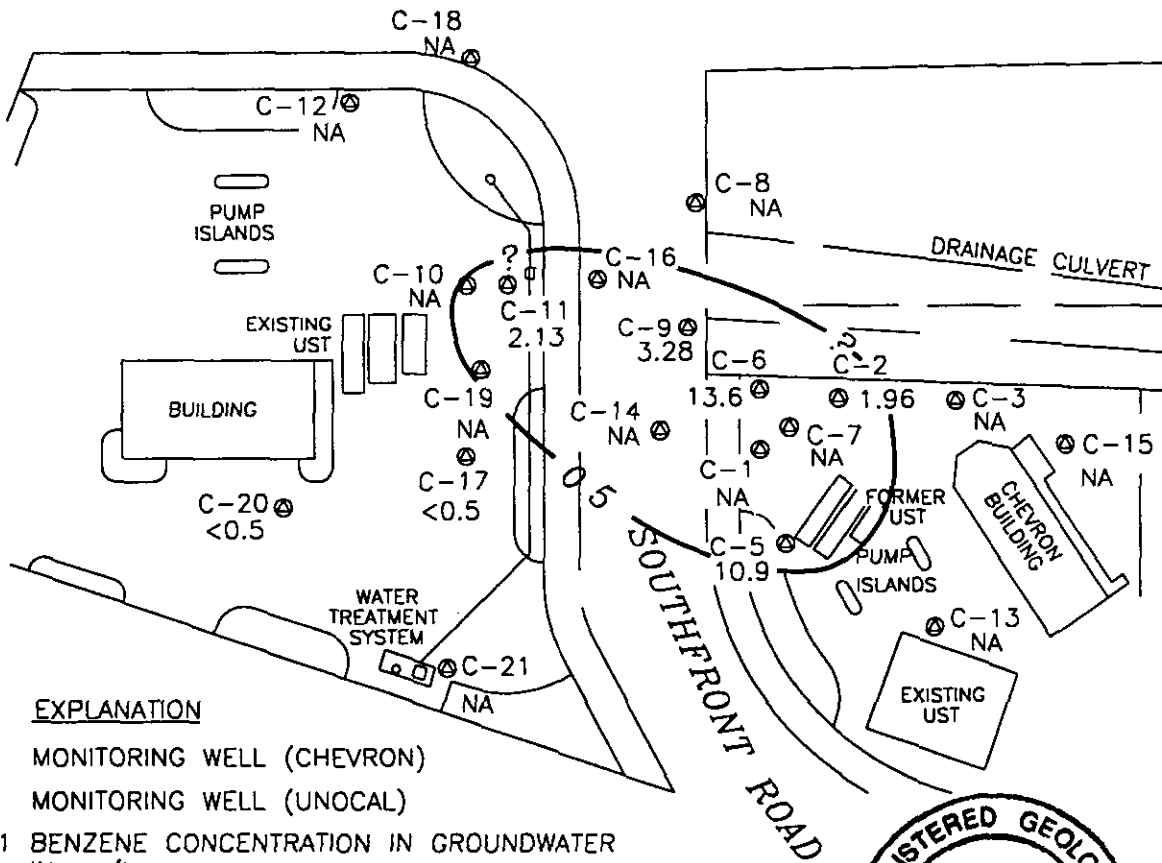 C-18
NA
C-12
NA
PUMP
ISLANDS
C-8
NA
DRAINAGE CULVERT
?
C-16
NA
C-10
NA
C-11
2.13
EXISTING
UST
C-9
3.28
?
C-6
13.6
C-2
1.96
C-3
NA
BUILDING
C-19
NA
C-14
NA
C-7
NA
C-15
NA
C-17
<0.5
C-1
NA
C-20
<0.5
0 5
FORMER
UST
CHEVRON
BUILDING
C-5
10.9
PUMP
ISLANDS
SOUTHFRONT ROAD
WATER
TREATMENT
SYSTEM
C-21
NA
C-13
NA
EXISTING
UST
EXPLANATION
MONITORING WELL (CHEVRON)
MONITORING WELL (UNOCAL)
1 BENZENE CONCENTRATION IN GROUNDWATER